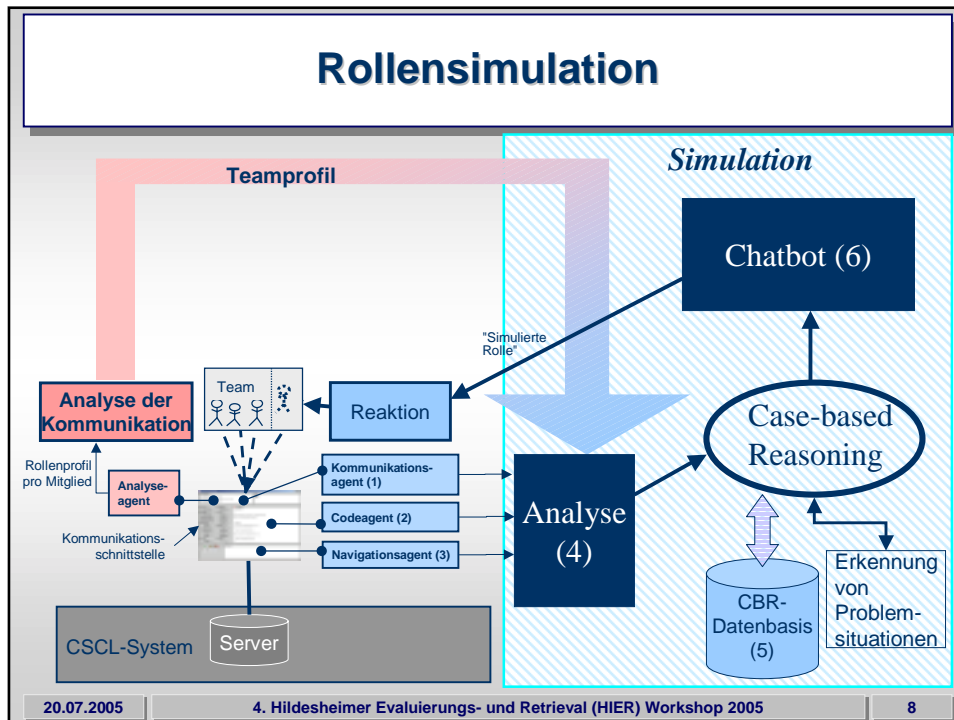 Rollensimulation
Teamprofil
Simulation
Chatbot (6)
"Simulierte
Rolle"
Team
Analyse der
Kommunikation
Reaktion
Case-based
Reasoning
Rollenprofil
pro Mitglied
Analyse-
agent
Kommunikations-
agent (1)
Codeagent (2)
Navigationsagent (3)
Analyse
(4)
Kommunikations-
schnittstelle
CBR-
Datenbasis
(5)
Erkennung
von
Problem-
situationen
CSCL-System
Server
20.07.2005
4. Hildesheimer Evaluierungs- und Retrieval (HIER) Workshop 2005
8